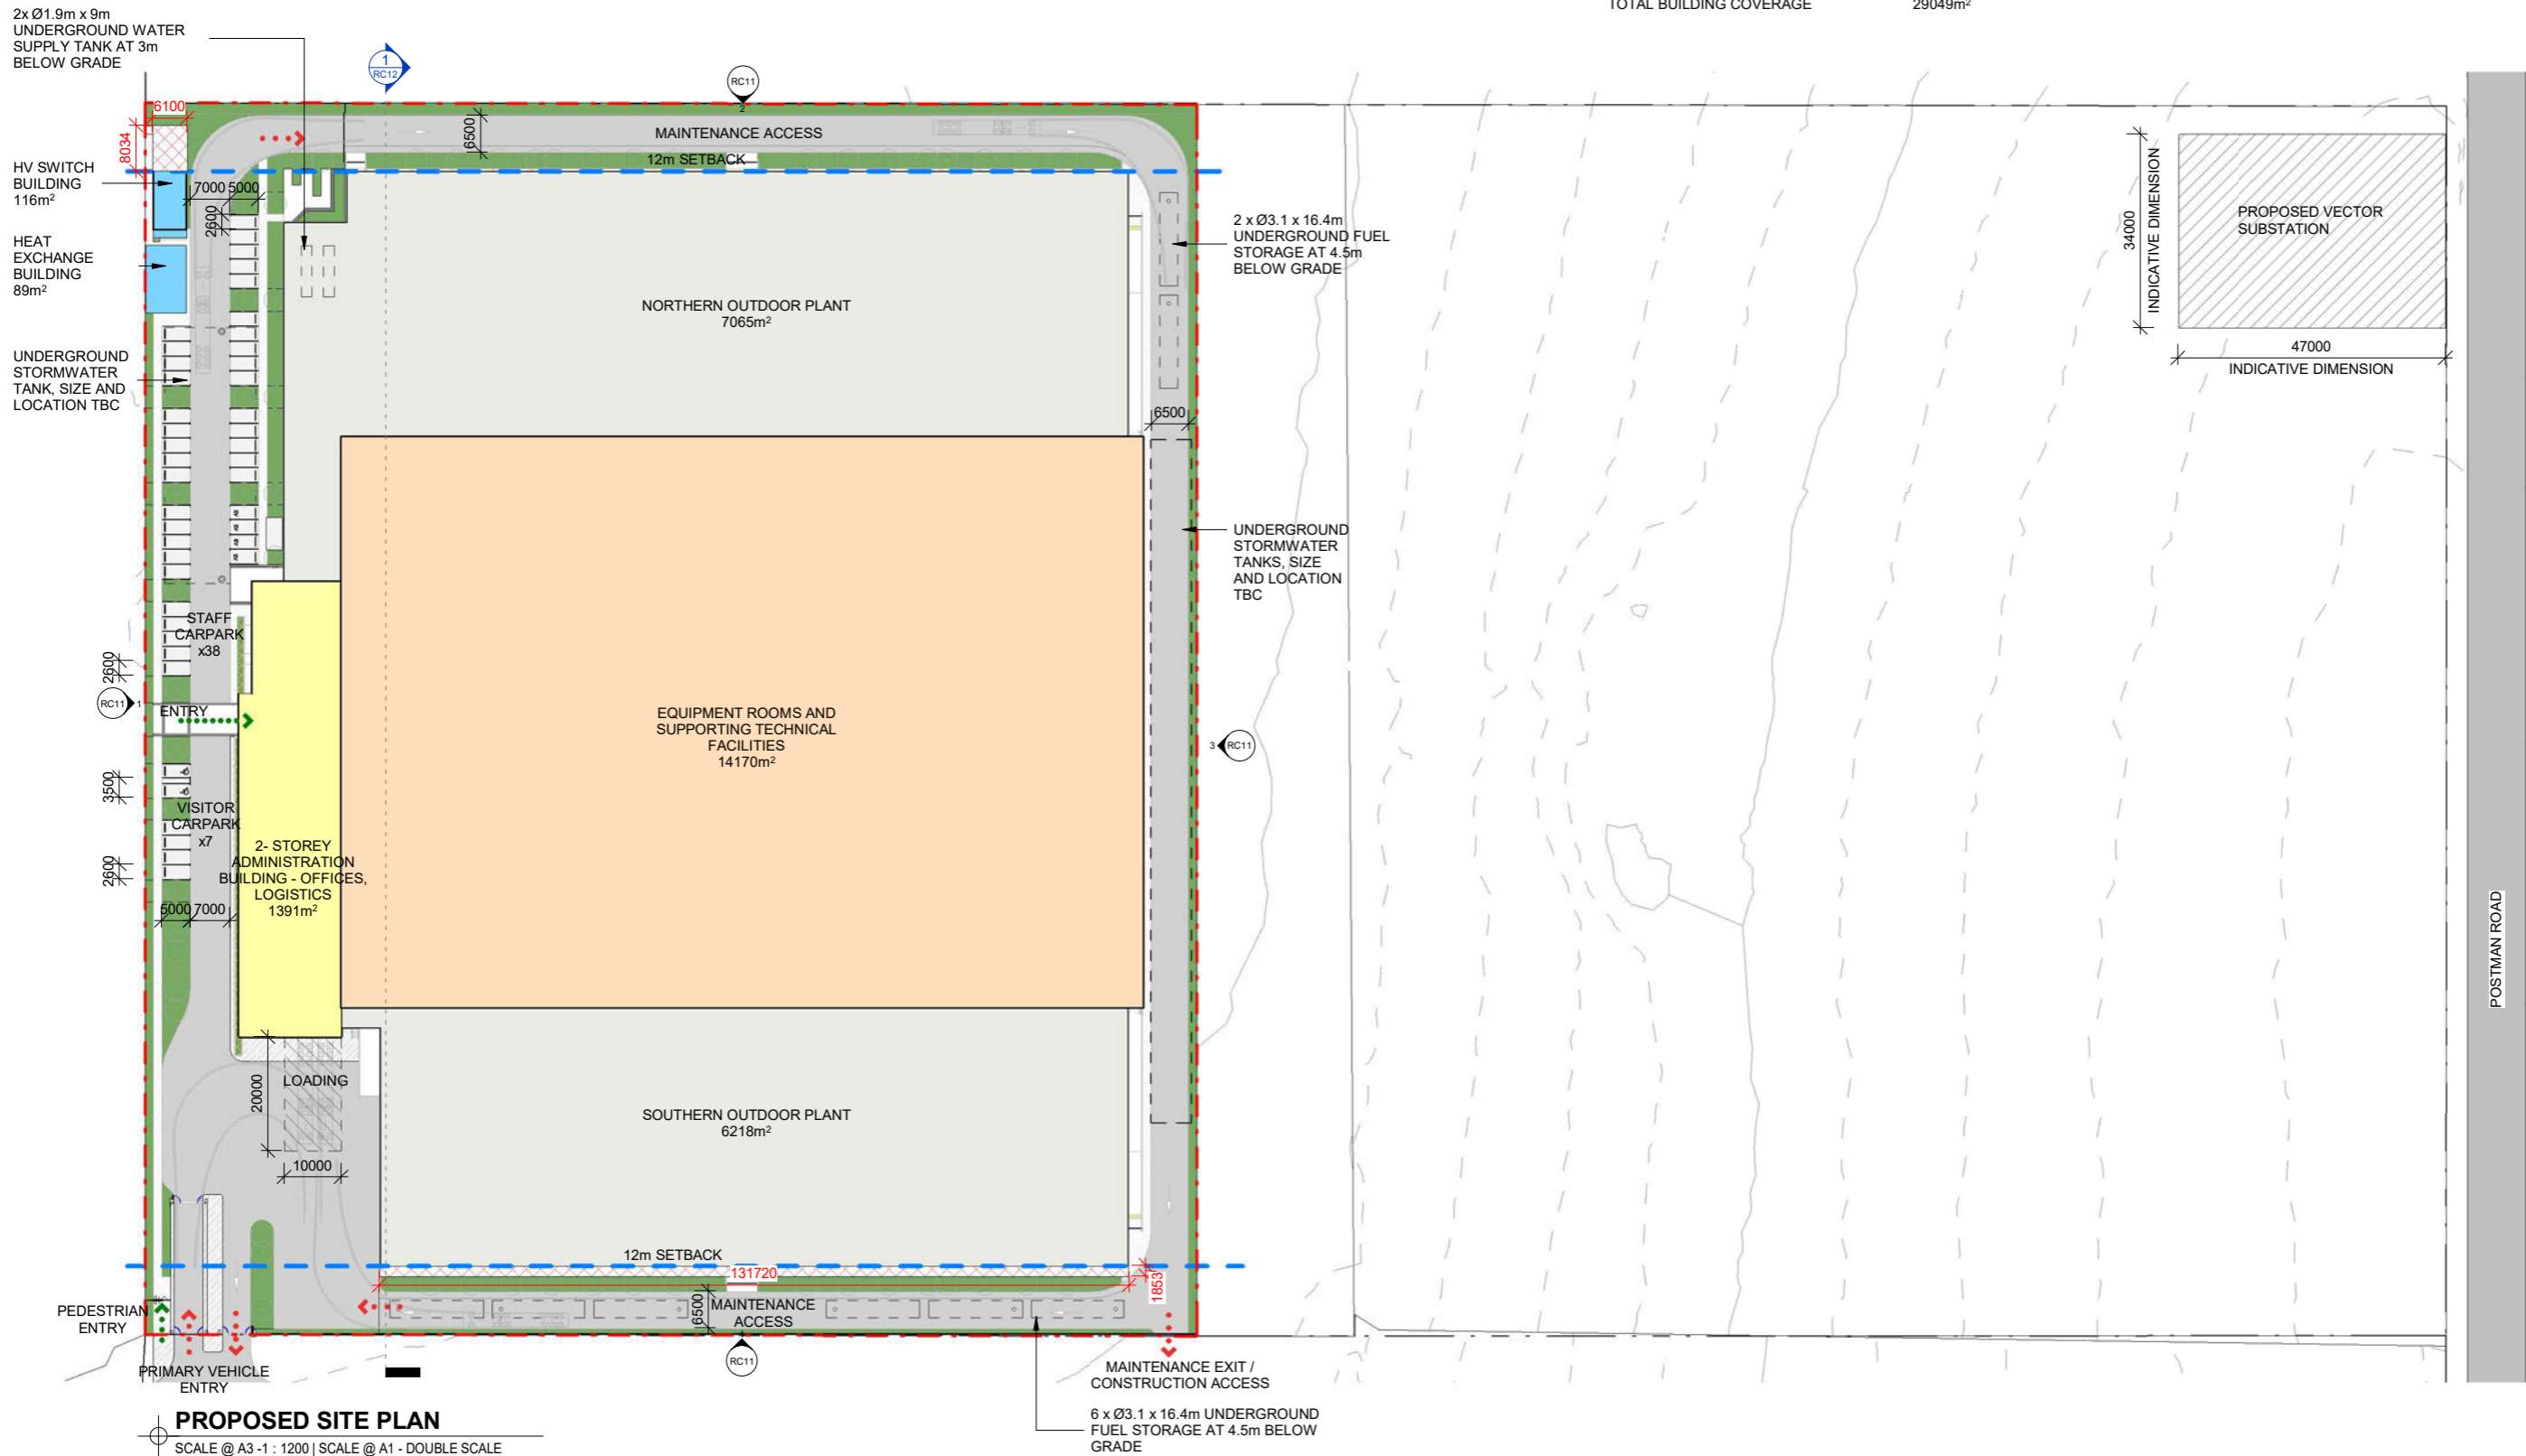 2x Ø1.9m x 9m
UNDERGROUND WATER
SUPPLY TANK AT 3m
BELOW GRADE
TOTAL BUILDING COVERAGE 29049m²
1
RC12
RC11
2
6100
8034
6500
MAINTENANCE ACCESS
12m SETBACK
HV SWITCH
BUILDING
116m²
7000 5000
2600
HEAT
EXCHANGE
BUILDING
89m²
2 x Ø3.1 x 16.4m
UNDERGROUND FUEL
STORAGE AT 4.5m
BELOW GRADE
34000
INDICATIVE DIMENSION
PROPOSED VECTOR
SUBSTATION
47000
INDICATIVE DIMENSION
NORTHERN OUTDOOR PLANT
7065m²
UNDERGROUND
STORMWATER
TANK, SIZE AND
LOCATION TBC
6500
UNDERGROUND
STORMWATER
TANKS, SIZE
AND LOCATION
TBC
STAFF
CARPARK
x38
2600
RC11
1
ENTRY
EQUIPMENT ROOMS AND
SUPPORTING TECHNICAL
FACILITIES
14170m²
3
RC11
3500
VISITOR
CARPARK
x7
2600
2- STOREY
ADMINISTRATION
BUILDING - OFFICES,
LOGISTICS
1391m²
5000 7000
POSTMAN ROAD
LOADING
20000
10000
SOUTHERN OUTDOOR PLANT
6218m²
12m SETBACK
131720
1853
6500
MAINTENANCE
ACCESS
4
RC11
PEDESTRIAN
ENTRY
PRIMARY VEHICLE
ENTRY
MAINTENANCE EXIT /
CONSTRUCTION ACCESS
6 x Ø3.1 x 16.4m UNDERGROUND
FUEL STORAGE AT 4.5m BELOW
GRADE
PROPOSED SITE PLAN
SCALE @ A3 -1 : 1200 | SCALE @ A1 - DOUBLE SCALE